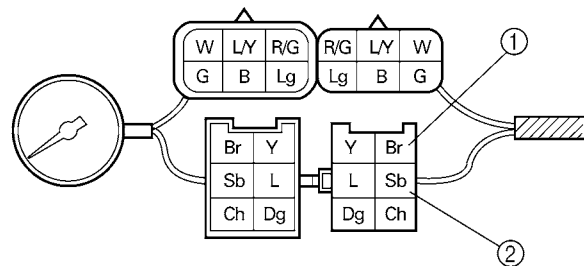 W L/Y R/G R/G L/Y W
G B Lg Lg B G
1
Br Y Y Br
Sb L L Sb
Ch Dg Dg Ch
2